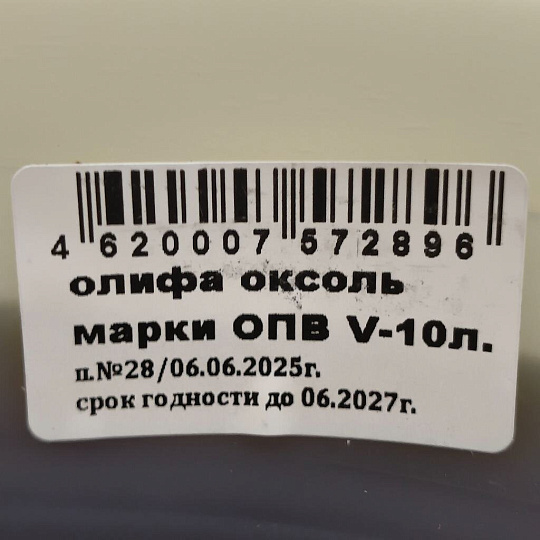 4 620007 572896
олифа оксоль
марки ОПВ V-10л.
п.№28/06.06.2025г.
срок годности до 06.2027г.